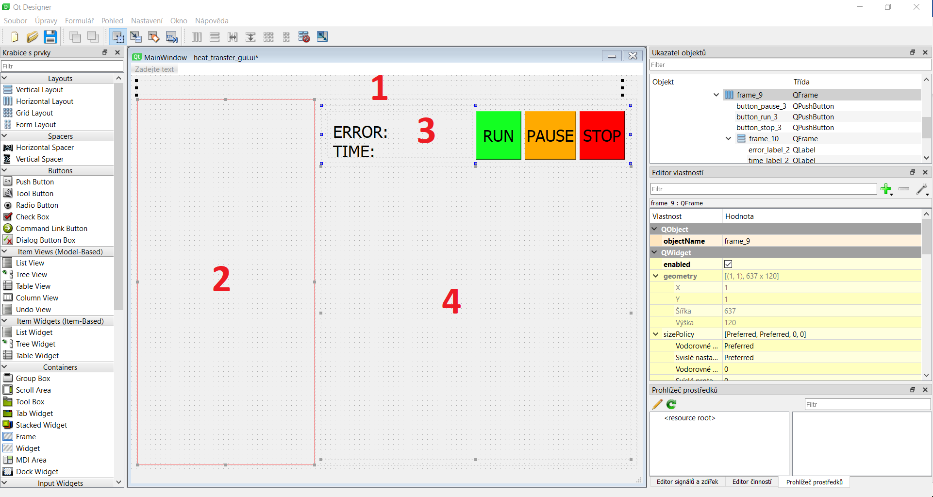 Qt Designer
Soubor Úpravy Formulář Pohled Nastavení Okno Nápověda
Krabice s prvky
Filtr
Layouts
Vertical Layout
Horizontal Layout
Grid Layout
Form Layout
Spacers
Horizontal Spacer
Vertical Spacer
Buttons
Push Button
Tool Button
Radio Button
Check Box
Command Link Button
Dialog Button Box
Item Views (Model-Based)
List View
Tree View
Table View
Column View
Undo View
Item Widgets (Item-Based)
List Widget
Tree Widget
Table Widget
Containers
Group Box
Scroll Area
Tool Box
Tab Widget
Stacked Widget
Frame
Widget
MDI Area
Dock Widget
Input Widgets
MainWindow - heat_transfer_gui.ui*
Zadejte text
1
ERROR:
TIME:
3
RUN PAUSE STOP
2
4
Ukazatel objektů
Filter
Objekt Třída
frame_9 QFrame
button_pause_3 QPushButton
button_run_3 QPushButton
button_stop_3 QPushButton
frame_10 QFrame
error_label_2 QLabel
time_label_2 QLabel
Editor vlastností
Filtr
frame_9 : QFrame
Vlastnost Hodnota
QObject
objectName frame_9
QWidget
enabled
geometry [(1, 1), 637 x 120]
X 1
Y 1
Šířka 637
Výška 120
sizePolicy [Preferred, Preferred, 0, 0]
Vodorovné ... Preferred
Svislé nasta... Preferred
Vodorovné ... 0
Prohlížeč prostředků
Filtr
<resource root>
Editor signálů a zdířek Editor činností Prohlížeč prostředků